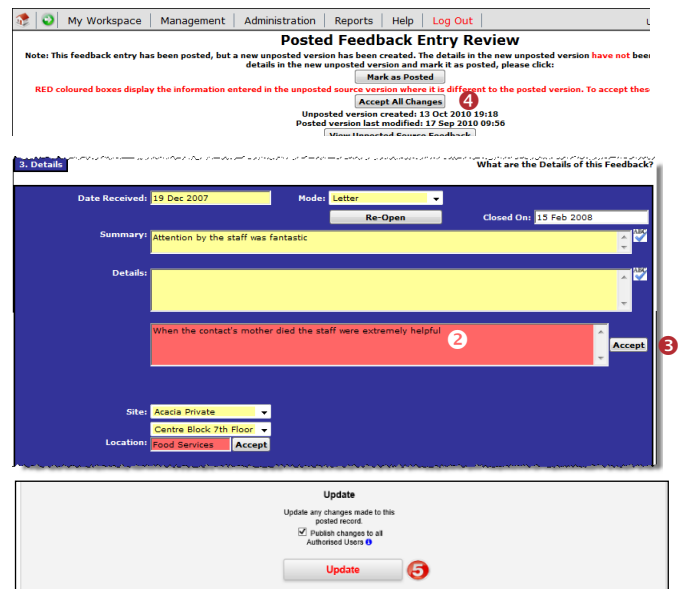 My Workspace | Management | Administration | Reports | Help | Log Out |
Posted Feedback Entry Review
Note: This feedback entry has been posted, but a new unposted version has been created. The details in the new unposted version have not
details in the new unposted version and mark it as posted, please click:
Mark as Posted
RED coloured boxes display the information entered in the unposted source version where it is different to the posted version. To accept these
Accept All Changes 4
Unposted version created: 13 Oct 2010 19:18
Posted version last modified: 17 Sep 2010 09:56
View Unposted Source Feedback
3. Details What are the Details of this Feedback?
Date Received: 19 Dec 2007 Mode: Letter
Re-Open Closed On: 15 Feb 2008
Summary: Attention by the staff was fantastic ABC
Details: ABC
When the contact's mother died the staff were extremely helpful 2
Accept 3
Site: Acacia Private
Centre Block 7th Floor
Location: Food Services Accept
Update
Update any changes made to this
posted record.
Publish changes to all
Authorised Users
Update 5